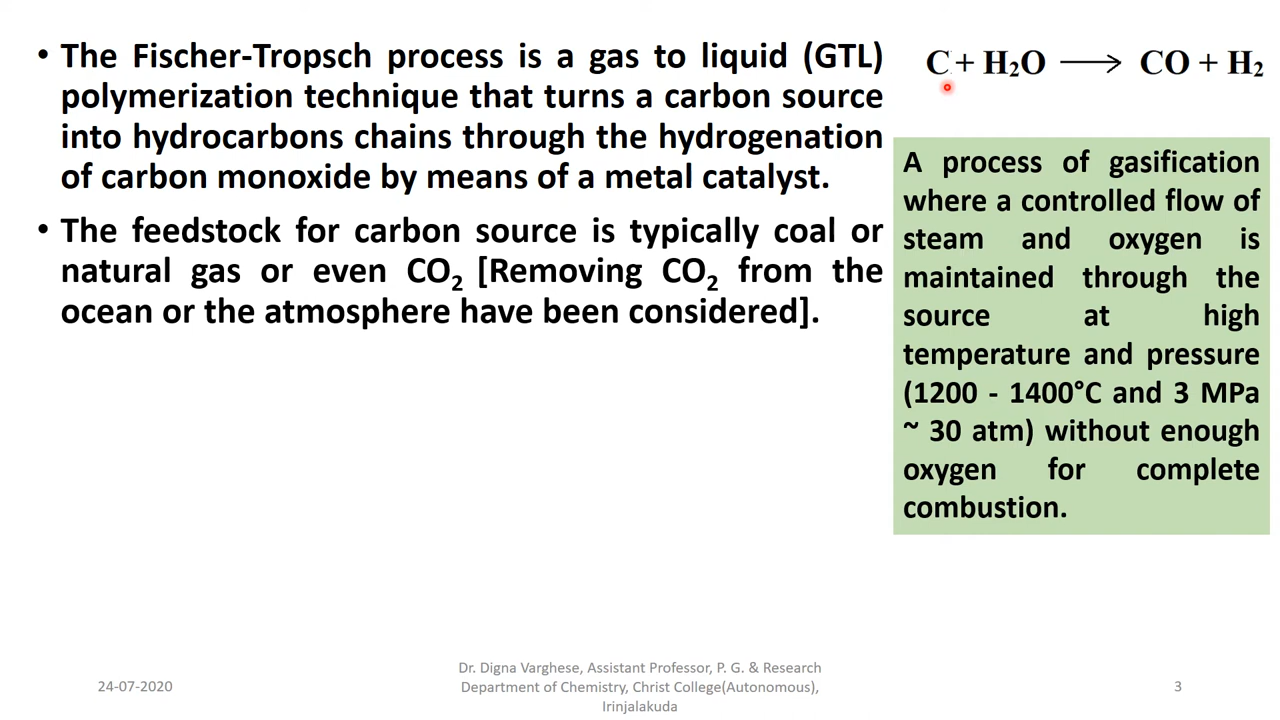 • The Fischer-Tropsch process is a gas to liquid (GTL)
polymerization technique that turns a carbon source
into hydrocarbons chains through the hydrogenation
of carbon monoxide by means of a metal catalyst.
• The feedstock for carbon source is typically coal or
natural gas or even CO₂ [Removing CO₂ from the
ocean or the atmosphere have been considered].
C + H₂O ⟶ CO + H₂
A process of gasification
where a controlled flow of
steam and oxygen is
maintained through the
source at high
temperature and pressure
(1200 - 1400°C and 3 MPa
~ 30 atm) without enough
oxygen for complete
combustion.
24-07-2020
Dr. Digna Varghese, Assistant Professor, P. G. & Research
Department of Chemistry, Christ College(Autonomous),
Irinjalakuda
3